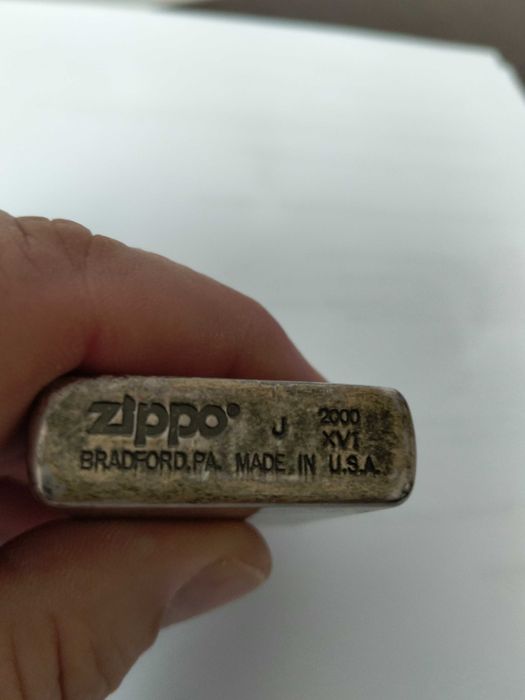 zippo® J 2000
XVI
BRADFORD.PA. MADE IN U.S.A.